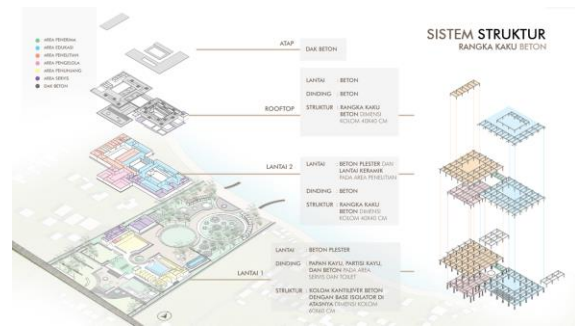 SISTEM STRUKTUR
RANGKA KAKU BETON
AREA PENERIMA
AREA EDUKASI
AREA PENELITIAN
AREA PENGELOLA
AREA PENUNJANG
AREA SERVIS
DAK BETON
ATAP
DAK BETON
ROOFTOP
LANTAI : BETON
DINDING : BETON
STRUKTUR : RANGKA KAKU
BETON DIMENSI
KOLOM 40X40 CM
LANTAI 2
LANTAI : BETON PLESTER DAN
LANTAI KERAMIK
PADA AREA PENELITIAN
DINDING : BETON
STRUKTUR : RANGKA KAKU
BETON DIMENSI
KOLOM 40X40 CM
LANTAI 1
LANTAI : BETON PLESTER
DINDING : PAPAN KAYU, PARTISI KAYU,
DAN BETON PADA AREA
SERVIS DAN TOILET
STRUKTUR : KOLOM KANTILEVER BETON
DENGAN BASE ISOLATOR DI
ATASNYA DIMENSI KOLOM
60X60 CM